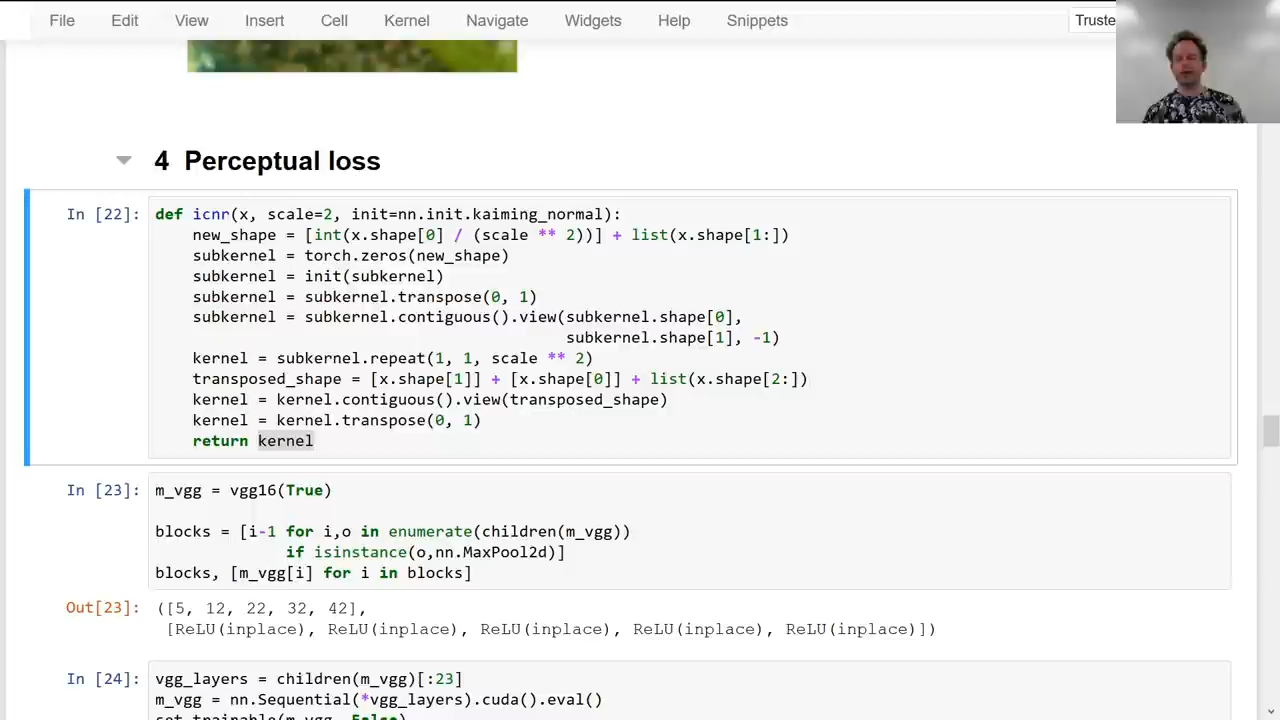 File Edit View Insert Cell Kernel Navigate Widgets Help Snippets
4 Perceptual loss
In [22]:
def icnr(x, scale=2, init=nn.init.kaiming_normal):
    new_shape = [int(x.shape[0] / (scale ** 2))] + list(x.shape[1:])
    subkernel = torch.zeros(new_shape)
    subkernel = init(subkernel)
    subkernel = subkernel.transpose(0, 1)
    subkernel = subkernel.contiguous().view(subkernel.shape[0],
                                            subkernel.shape[1], -1)
    kernel = subkernel.repeat(1, 1, scale ** 2)
    transposed_shape = [x.shape[1]] + [x.shape[0]] + list(x.shape[2:])
    kernel = kernel.contiguous().view(transposed_shape)
    kernel = kernel.transpose(0, 1)
    return kernel
In [23]:
m_vgg = vgg16(True)
blocks = [i-1 for i,o in enumerate(children(m_vgg))
              if isinstance(o,nn.MaxPool2d)]
blocks, [m_vgg[i] for i in blocks]
Out[23]:
([5, 12, 22, 32, 42],
 [ReLU(inplace), ReLU(inplace), ReLU(inplace), ReLU(inplace), ReLU(inplace)])
In [24]:
vgg_layers = children(m_vgg)[:23]
m_vgg = nn.Sequential(*vgg_layers).cuda().eval()
set_trainable(m_vgg, False)